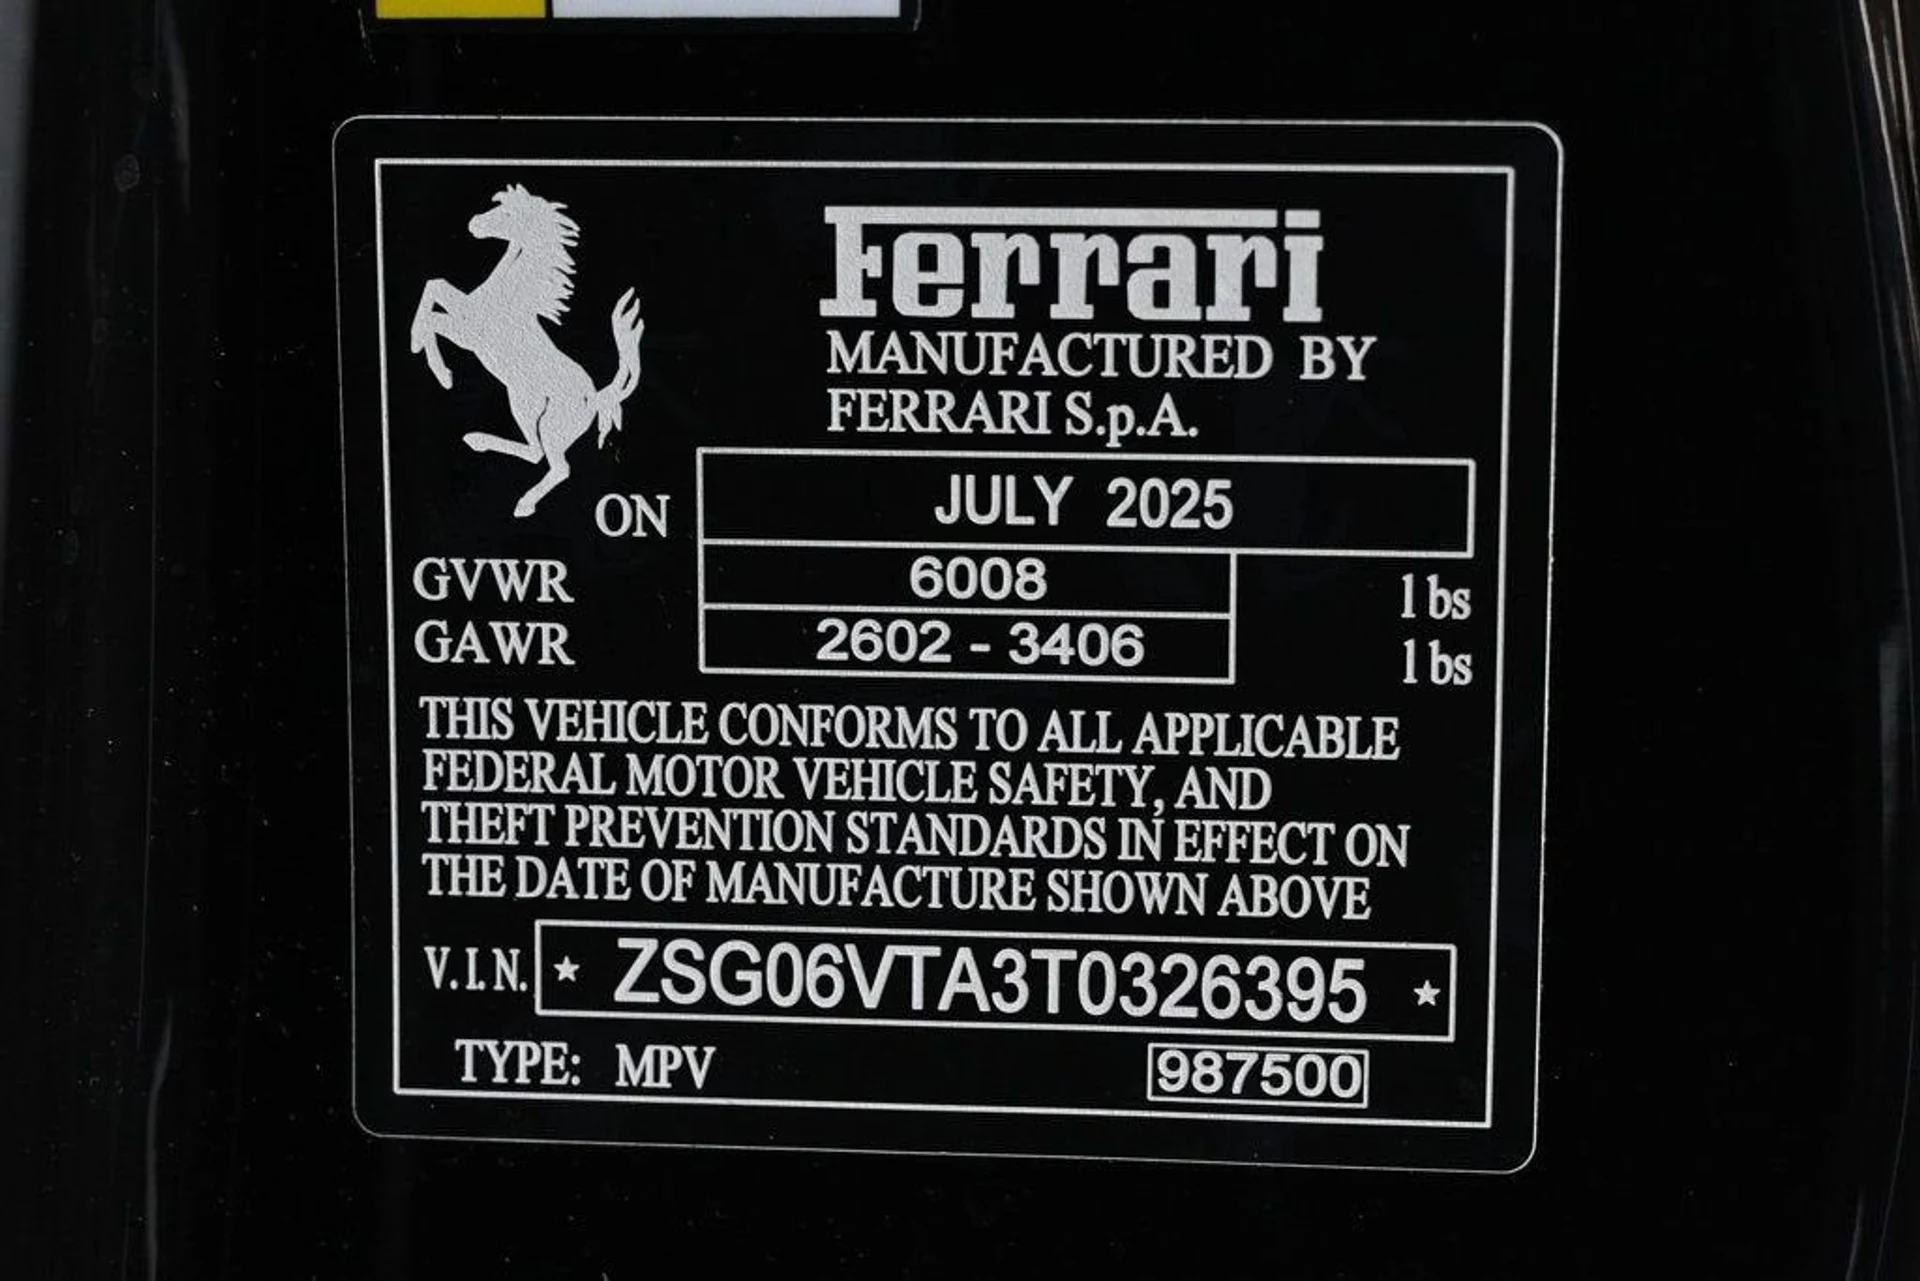 Ferrari
MANUFACTURED BY
FERRARI S.p.A.
ON JULY 2025
GVWR 6008 lbs
GAWR 2602 - 3406 lbs
THIS VEHICLE CONFORMS TO ALL APPLICABLE
FEDERAL MOTOR VEHICLE SAFETY, AND
THEFT PREVENTION STANDARDS IN EFFECT ON
THE DATE OF MANUFACTURE SHOWN ABOVE
V.I.N. ★ ZSG06VTA3T0326395 ★
TYPE: MPV 987500